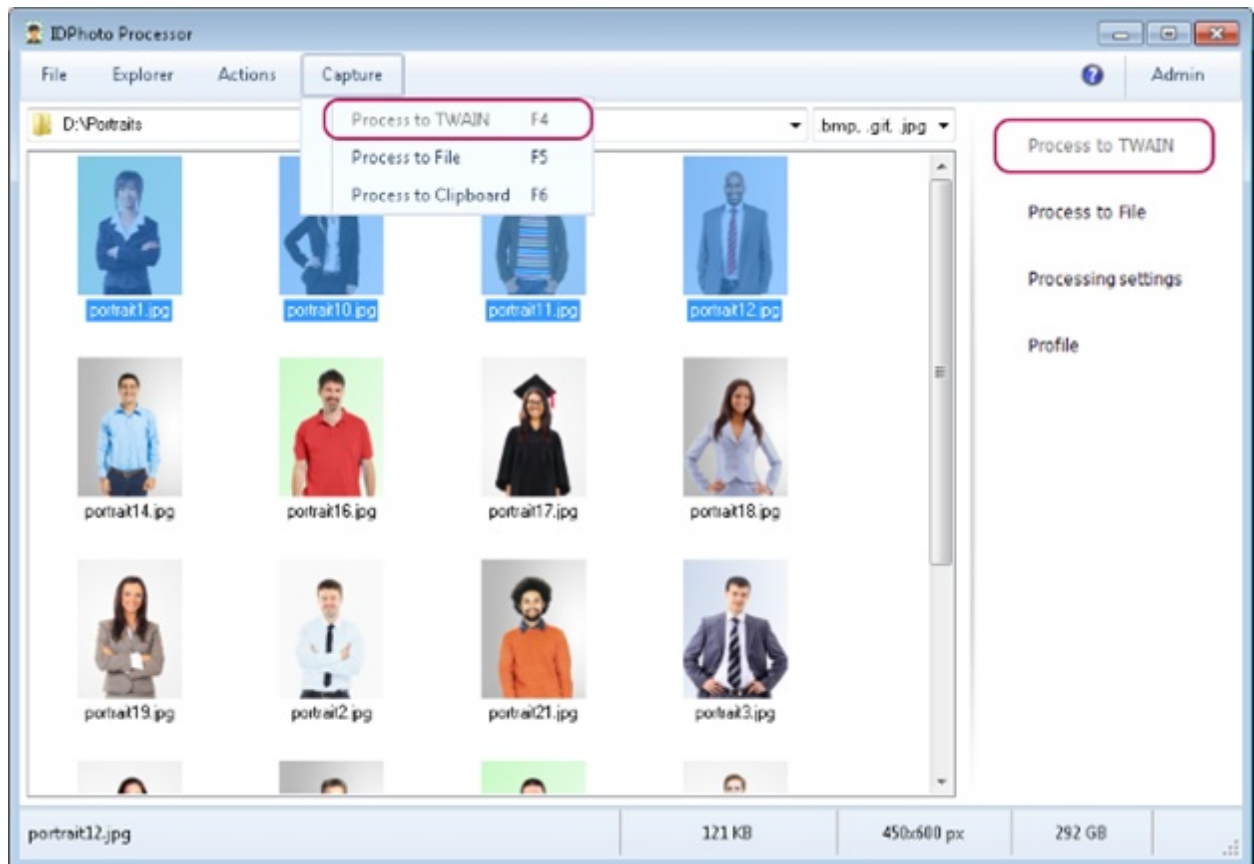 IDPhoto Processor
File Explorer Actions Capture Admin
D:\Portraits .bmp, .gif, .jpg
Process to TWAIN F4
Process to File F5
Process to Clipboard F6
Process to TWAIN
Process to File
Processing settings
Profile
portrait1.jpg portrait10.jpg portrait11.jpg portrait12.jpg
portrait14.jpg portrait16.jpg portrait17.jpg portrait18.jpg
portrait19.jpg portrait2.jpg portrait21.jpg portrait3.jpg
portrait12.jpg 121 KB 450x600 px 292 GB